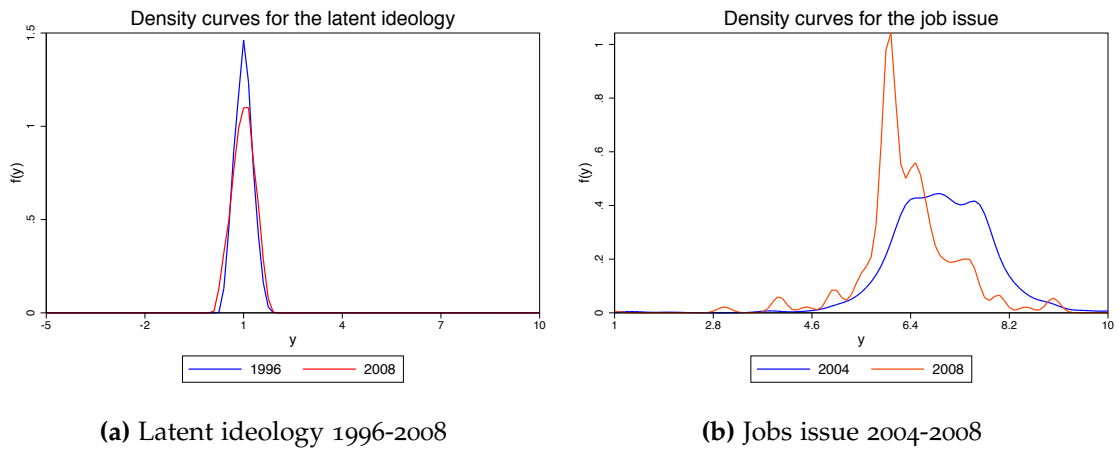 Density curves for the latent ideology
1.5
1
.5
0
f(y)
-5 -2 1 4 7 10
y
1996 2008
(a) Latent ideology 1996-2008
Density curves for the job issue
1
.8
.6
.4
.2
0
f(y)
1 2.8 4.6 6.4 8.2 10
y
2004 2008
(b) Jobs issue 2004-2008